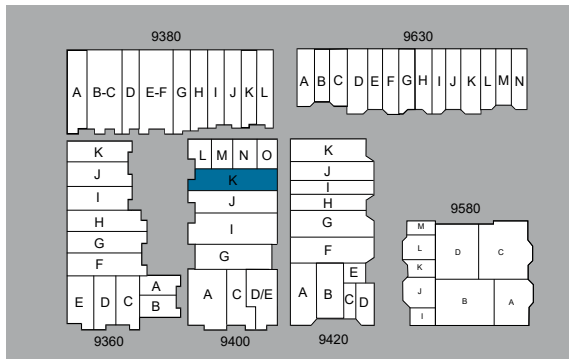 9380
9630
A B-C D E-F G H I J K L
A B C D E F G H I J K L M N
K
J
I
H
G
F
E D C A
B
9360
L M N O
K
J
I
G
A C D/E
9400
K
J
I
H
G
F
E
A B C D
9420
9580
M
L
K
J
I
D C
B A